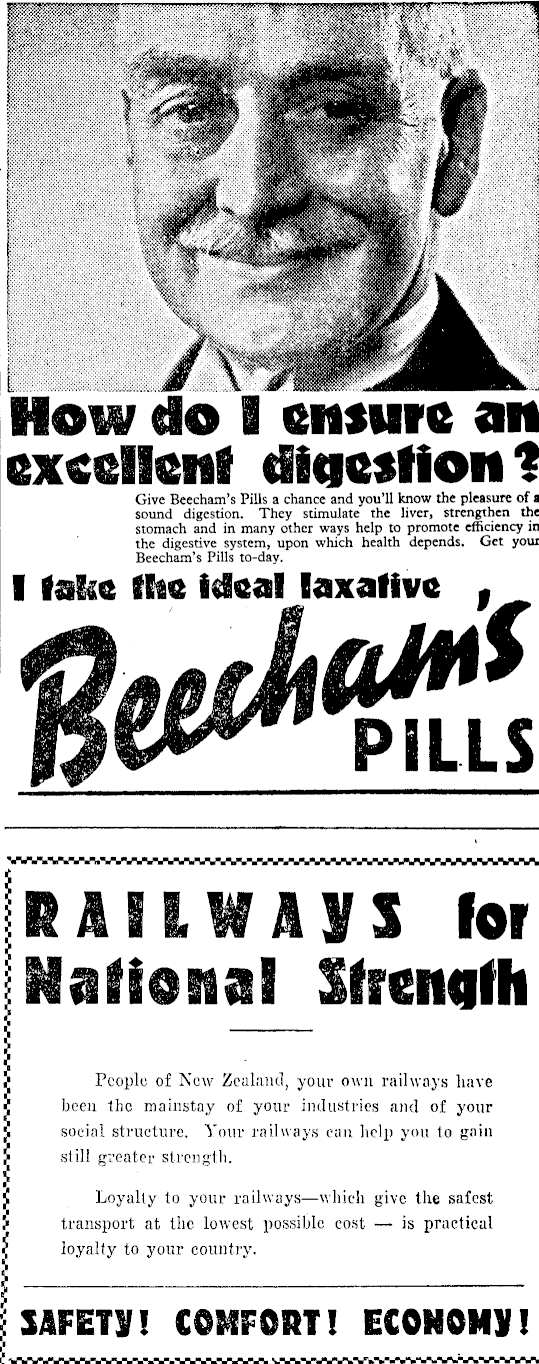 How do I ensure an
excellent digestion?
Give Beecham's Pills a chance and you'll know the pleasure of a
sound digestion. They stimulate the liver, strengthen the
stomach and in many other ways help to promote efficiency in
the digestive system, upon which health depends. Get your
Beecham's Pills to-day.
I take the ideal laxative
Beecham's
PILLS
RAILWAYS for
National Strength
People of New Zealand, your own railways have
been the mainstay of your industries and of your
social structure. Your railways can help you to gain
still greater strength.
Loyalty to your railways—which give the safest
transport at the lowest possible cost — is practical
loyalty to your country.
SAFETY! COMFORT! ECONOMY!